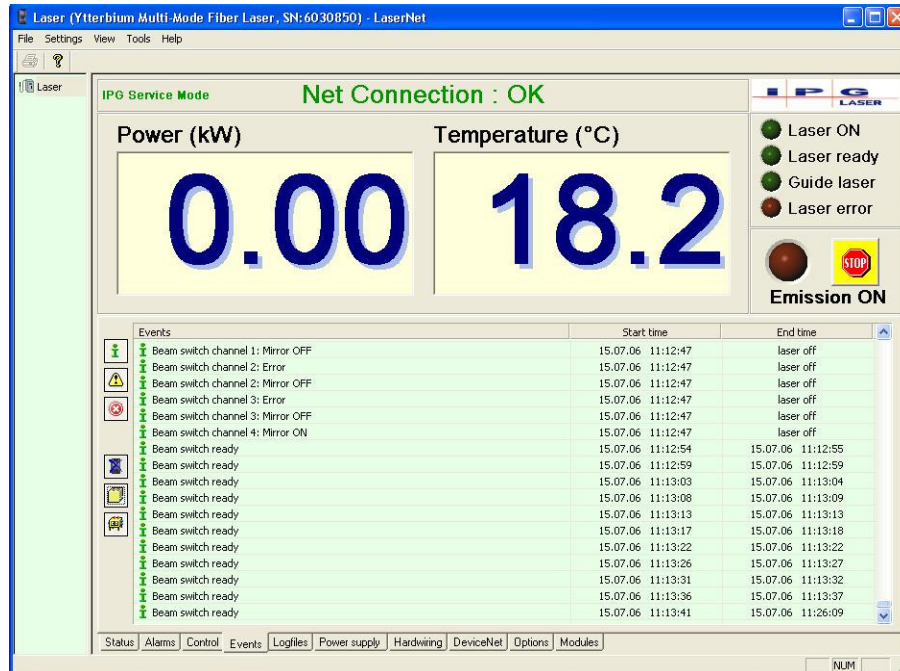 Laser (Ytterbium Multi-Mode Fiber Laser, SN:6030850) - LaserNet
File Settings View Tools Help
Laser
IPG Service Mode
Net Connection : OK
IPG
LASER
Power (kW)
Temperature (°C)
0.00
18.2
Laser ON
Laser ready
Guide laser
Laser error
STOP
Emission ON
Events Start time End time
Beam switch channel 1: Mirror OFF 15.07.06 11:12:47 laser off
Beam switch channel 2: Error 15.07.06 11:12:47 laser off
Beam switch channel 2: Mirror OFF 15.07.06 11:12:47 laser off
Beam switch channel 3: Error 15.07.06 11:12:47 laser off
Beam switch channel 3: Mirror OFF 15.07.06 11:12:47 laser off
Beam switch channel 4: Mirror ON 15.07.06 11:12:47 laser off
Beam switch ready 15.07.06 11:12:54 15.07.06 11:12:55
Beam switch ready 15.07.06 11:12:59 15.07.06 11:12:59
Beam switch ready 15.07.06 11:13:03 15.07.06 11:13:04
Beam switch ready 15.07.06 11:13:08 15.07.06 11:13:09
Beam switch ready 15.07.06 11:13:13 15.07.06 11:13:13
Beam switch ready 15.07.06 11:13:17 15.07.06 11:13:18
Beam switch ready 15.07.06 11:13:22 15.07.06 11:13:22
Beam switch ready 15.07.06 11:13:26 15.07.06 11:13:27
Beam switch ready 15.07.06 11:13:31 15.07.06 11:13:32
Beam switch ready 15.07.06 11:13:36 15.07.06 11:13:37
Beam switch ready 15.07.06 11:13:41 15.07.06 11:26:09
Status Alarms Control Events Logfiles Power supply Hardwiring DeviceNet Options Modules
NUM